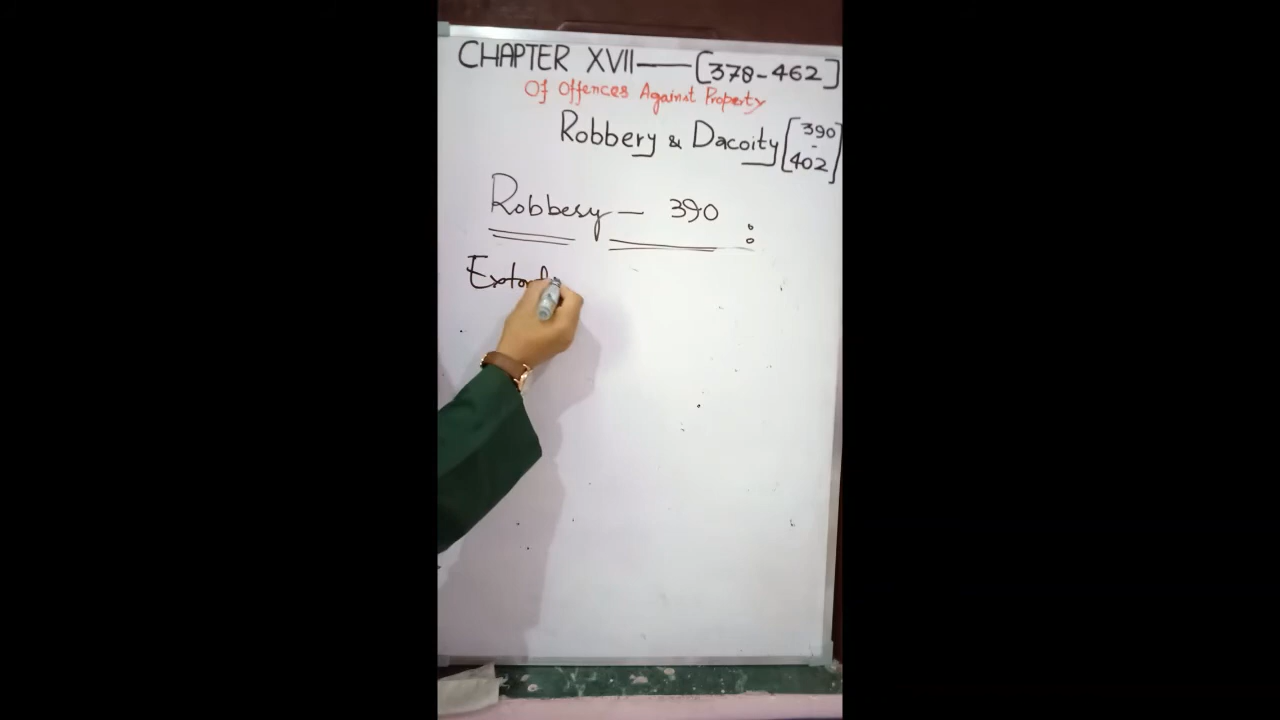 CHAPTER XVII — [378-462]
Of Offences Against Property
Robbery & Dacoity [390-402]
Robbery — 390 :